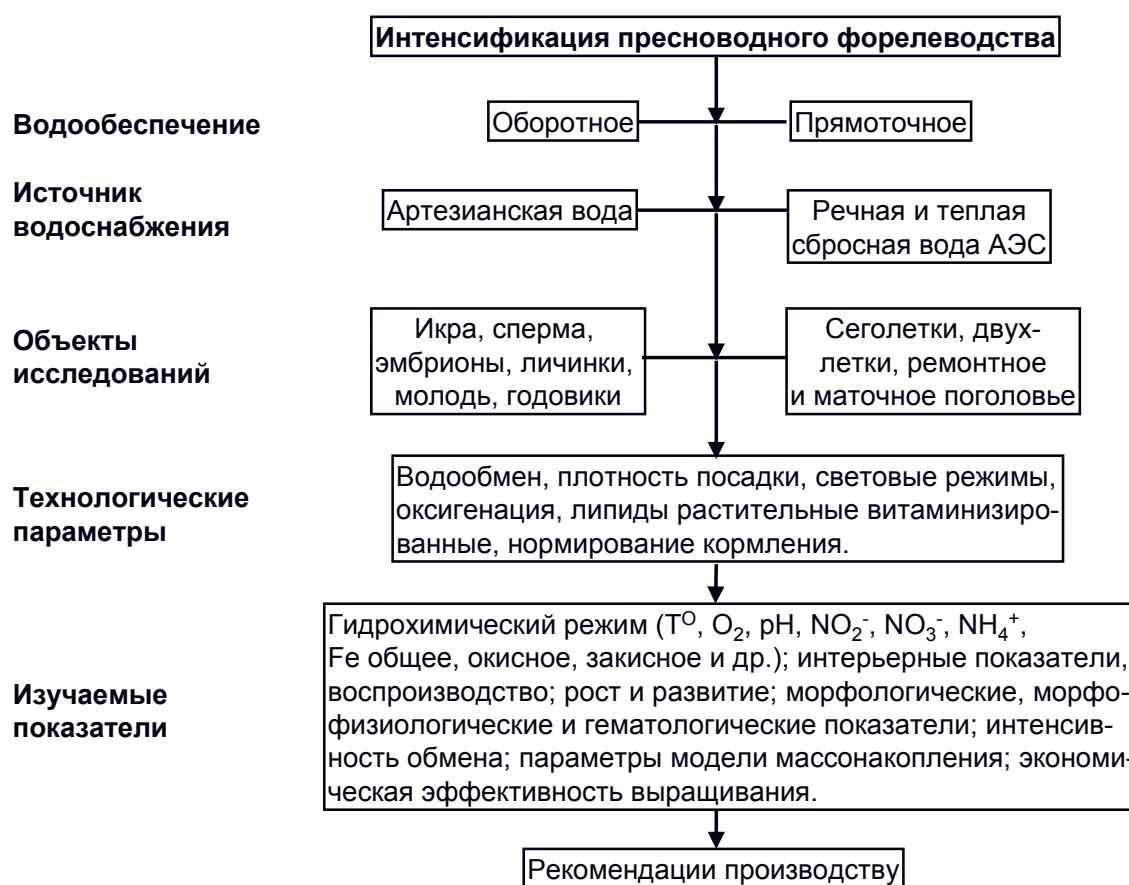 Интенсификация пресноводного форелеводства
Водообеспечение
Оборотное
Прямоточное
Источник
водоснабжения
Артезианская вода
Речная и теплая
сбросная вода АЭС
Объекты
исследований
Икра, сперма,
эмбрионы, личинки,
молодь, годовики
Сеголетки, двух-
летки, ремонтное
и маточное поголовье
Технологические
параметры
Водообмен, плотность посадки, световые режимы,
оксигенация, липиды растительные витаминизиро-
ванные, нормирование кормления.
Изучаемые
показатели
Гидрохимический режим (T^O, O₂, pH, NO₂⁻, NO₃⁻, NH₄⁺,
Fe общее, окисное, закисное и др.); интерьерные показатели,
воспроизводство; рост и развитие; морфологические, морфо-
физиологические и гематологические показатели; интенсив-
ность обмена; параметры модели массонакопления; экономи-
ческая эффективность выращивания.
Рекомендации производству